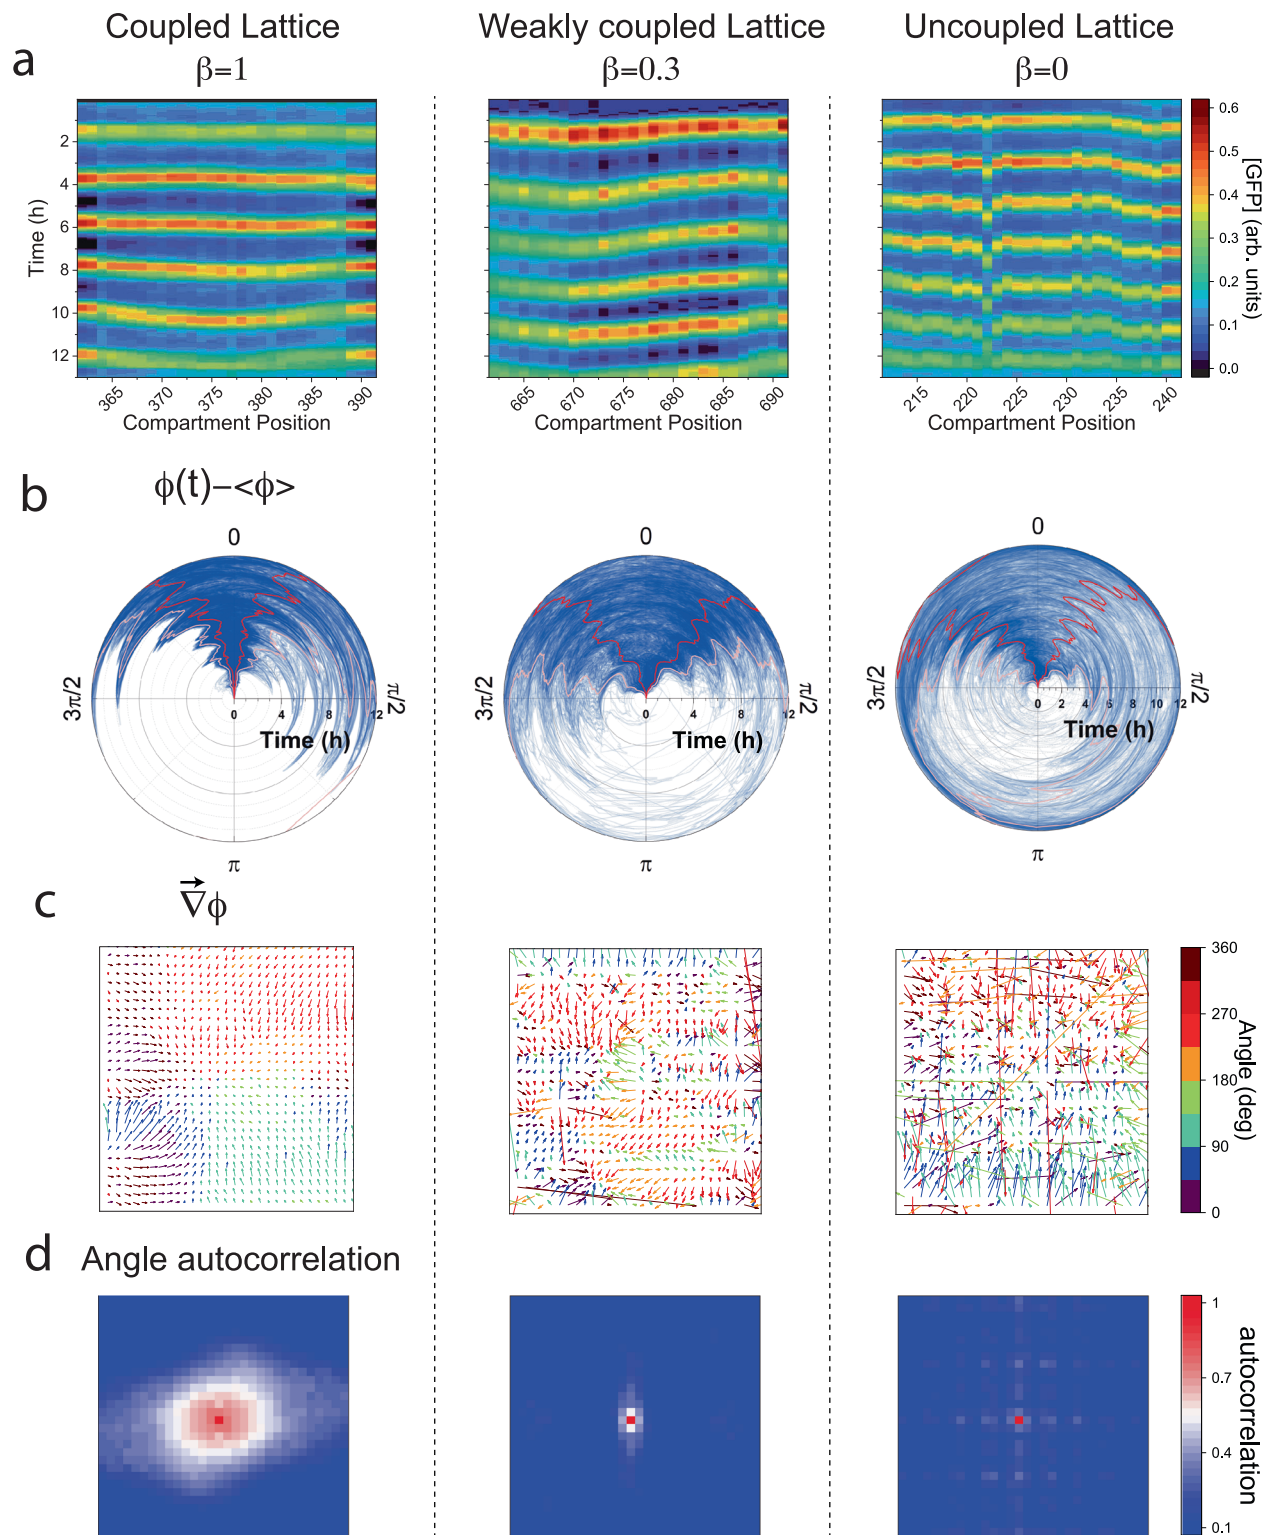 Coupled Lattice
β=1
Weakly coupled Lattice
β=0.3
Uncoupled Lattice
β=0
a
Time (h)
2
4
6
8
10
12
365
370
375
380
385
390
Compartment Position
665
670
675
680
685
690
Compartment Position
215
220
225
230
235
240
Compartment Position
0.6
0.5
0.4
0.3
0.2
0.1
0.0
[GFP] (arb. units)
b
ϕ(t)−<ϕ>
0
3π/2
π/2
π
0
4
8
12
Time (h)
0
3π/2
π/2
π
0
4
8
12
Time (h)
0
3π/2
π/2
π
0
2
4
6
8
10
12
Time (h)
c
∇⃗ϕ
360
270
180
90
0
Angle (deg)
d
Angle autocorrelation
1
0.7
0.4
0.1
autocorrelation